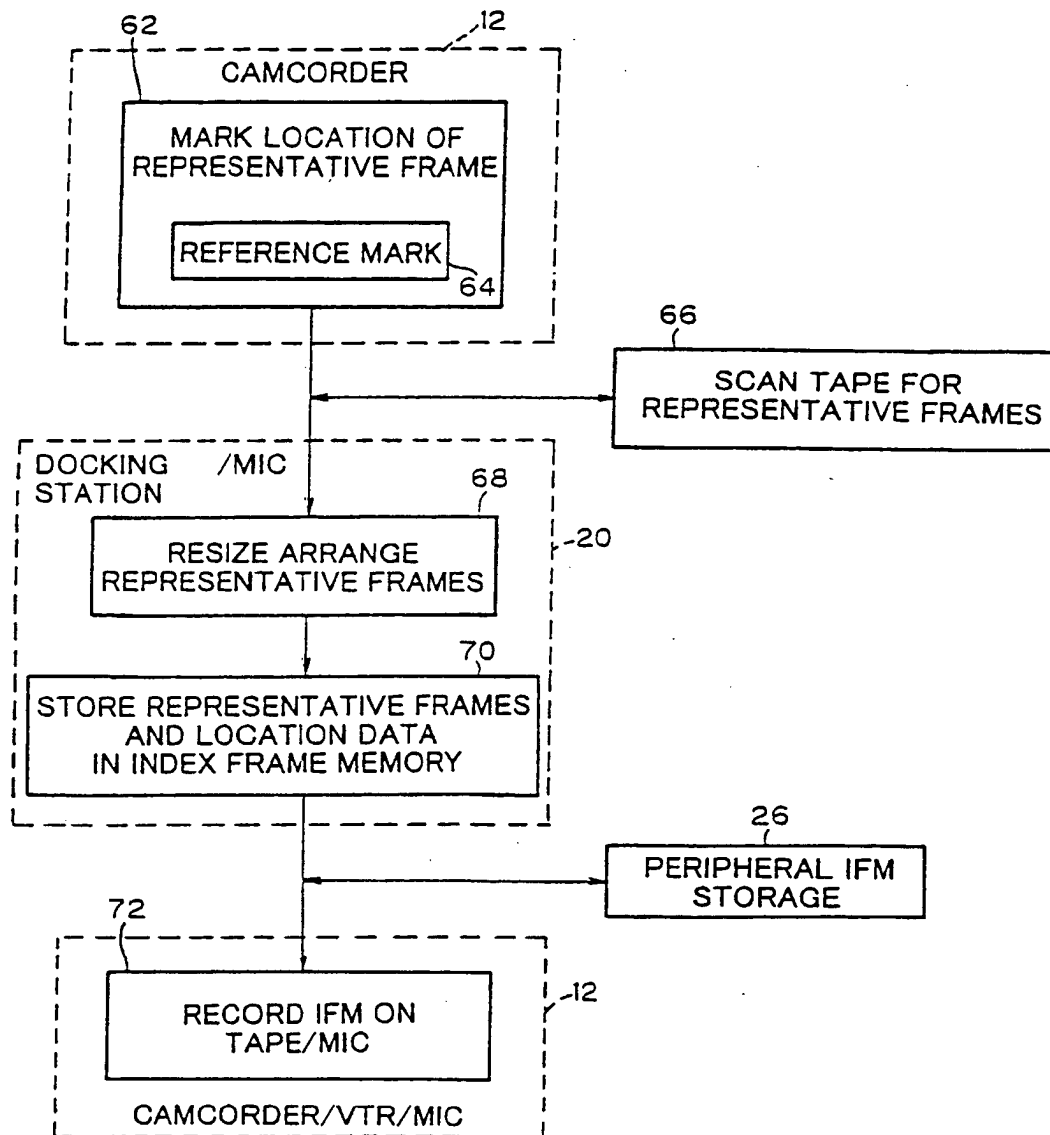 62
12
CAMCORDER
MARK LOCATION OF
REPRESENTATIVE FRAME
REFERENCE MARK
64
66
SCAN TAPE FOR
REPRESENTATIVE FRAMES
DOCKING /MIC
STATION
68
RESIZE ARRANGE
REPRESENTATIVE FRAMES
20
70
STORE REPRESENTATIVE FRAMES
AND LOCATION DATA
IN INDEX FRAME MEMORY
26
PERIPHERAL IFM
STORAGE
72
12
RECORD IFM ON
TAPE/MIC
CAMCORDER/VTR/MIC